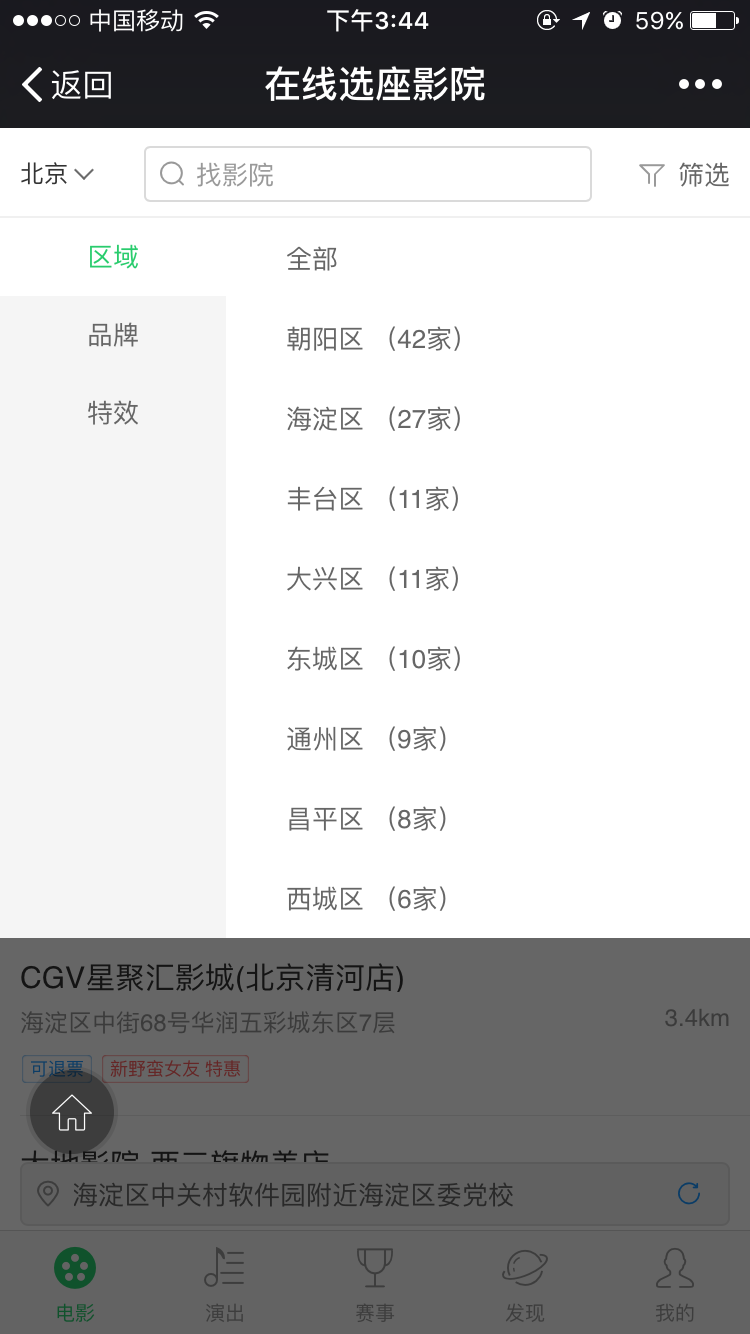 中国移动 下午3:44 59%
返回 在线选座影院
北京 找影院 筛选
区域 全部
品牌 朝阳区 （42家）
特效 海淀区 （27家）
丰台区 （11家）
大兴区 （11家）
东城区 （10家）
通州区 （9家）
昌平区 （8家）
西城区 （6家）
CGV星聚汇影城(北京清河店)
海淀区中街68号华润五彩城东区7层 3.4km
可退票 新野蛮女友 特惠
海淀区中关村软件园附近海淀区委党校
电影 演出 赛事 发现 我的